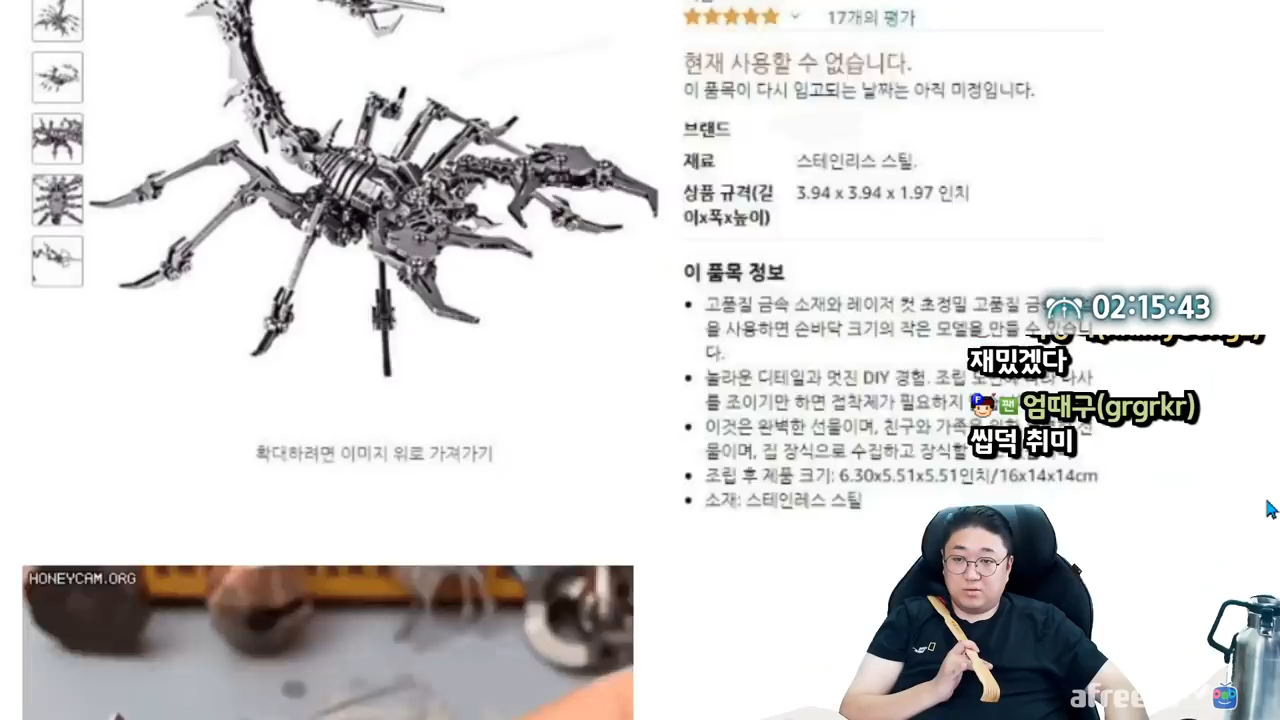 17개의 평가
현재 사용할 수 없습니다.
이 품목이 다시 입고되는 날짜는 아직 미정입니다.
브랜드
재료 스테인리스 스틸.
상품 규격(길이x폭x높이) 3.94 x 3.94 x 1.97 인치
이 품목 정보
고품질 금속 소재와 레이저 컷 초정밀 고품질
을 사용하면 손바닥 크기의 작은 모델을 만들 수 있습니
다.
놀라운 디테일과 멋진 DIY 경험. 조립
를 조이기만 하면 접착제가 필요하지
이것은 완벽한 선물이며, 친구와 가족을
물이며, 집 장식으로 수집하고 장식할
조립 후 제품 크기: 6.30x5.51x5.51인치/16x14x14cm
소재: 스테인레스 스틸
확대하려면 이미지 위로 가져가기
02:15:43
재밌겠다
팬 엄때구(grgrkr)
씹덕 취미
HONEYCAM.ORG